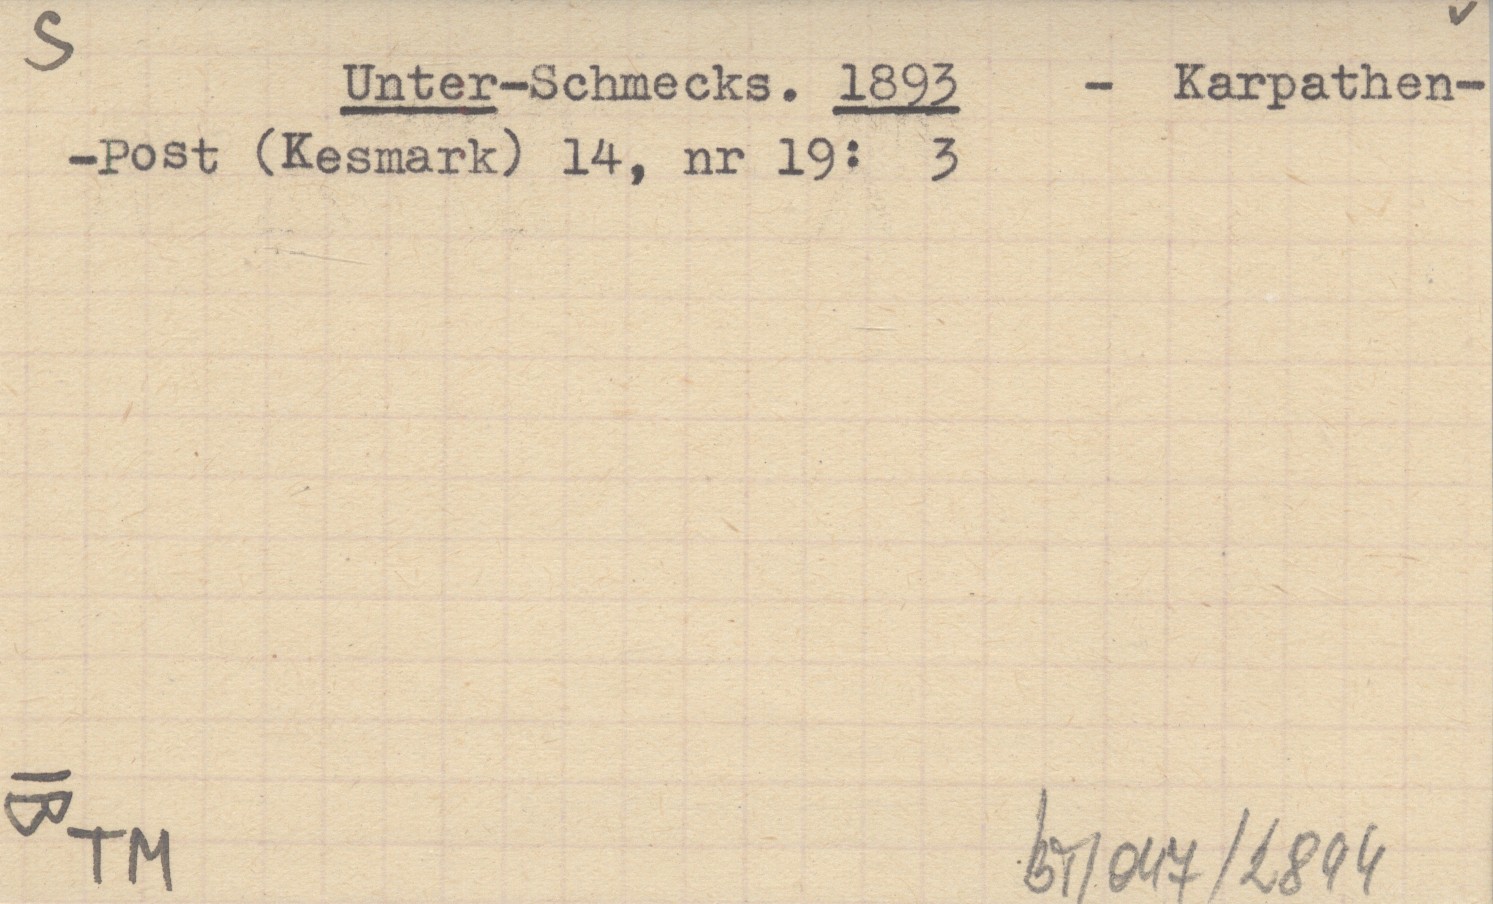 S
Unter-Schmecks. 1893 - Karpathen-
-Post (Kesmark) 14, nr 19: 3
TM
BT/047/2894